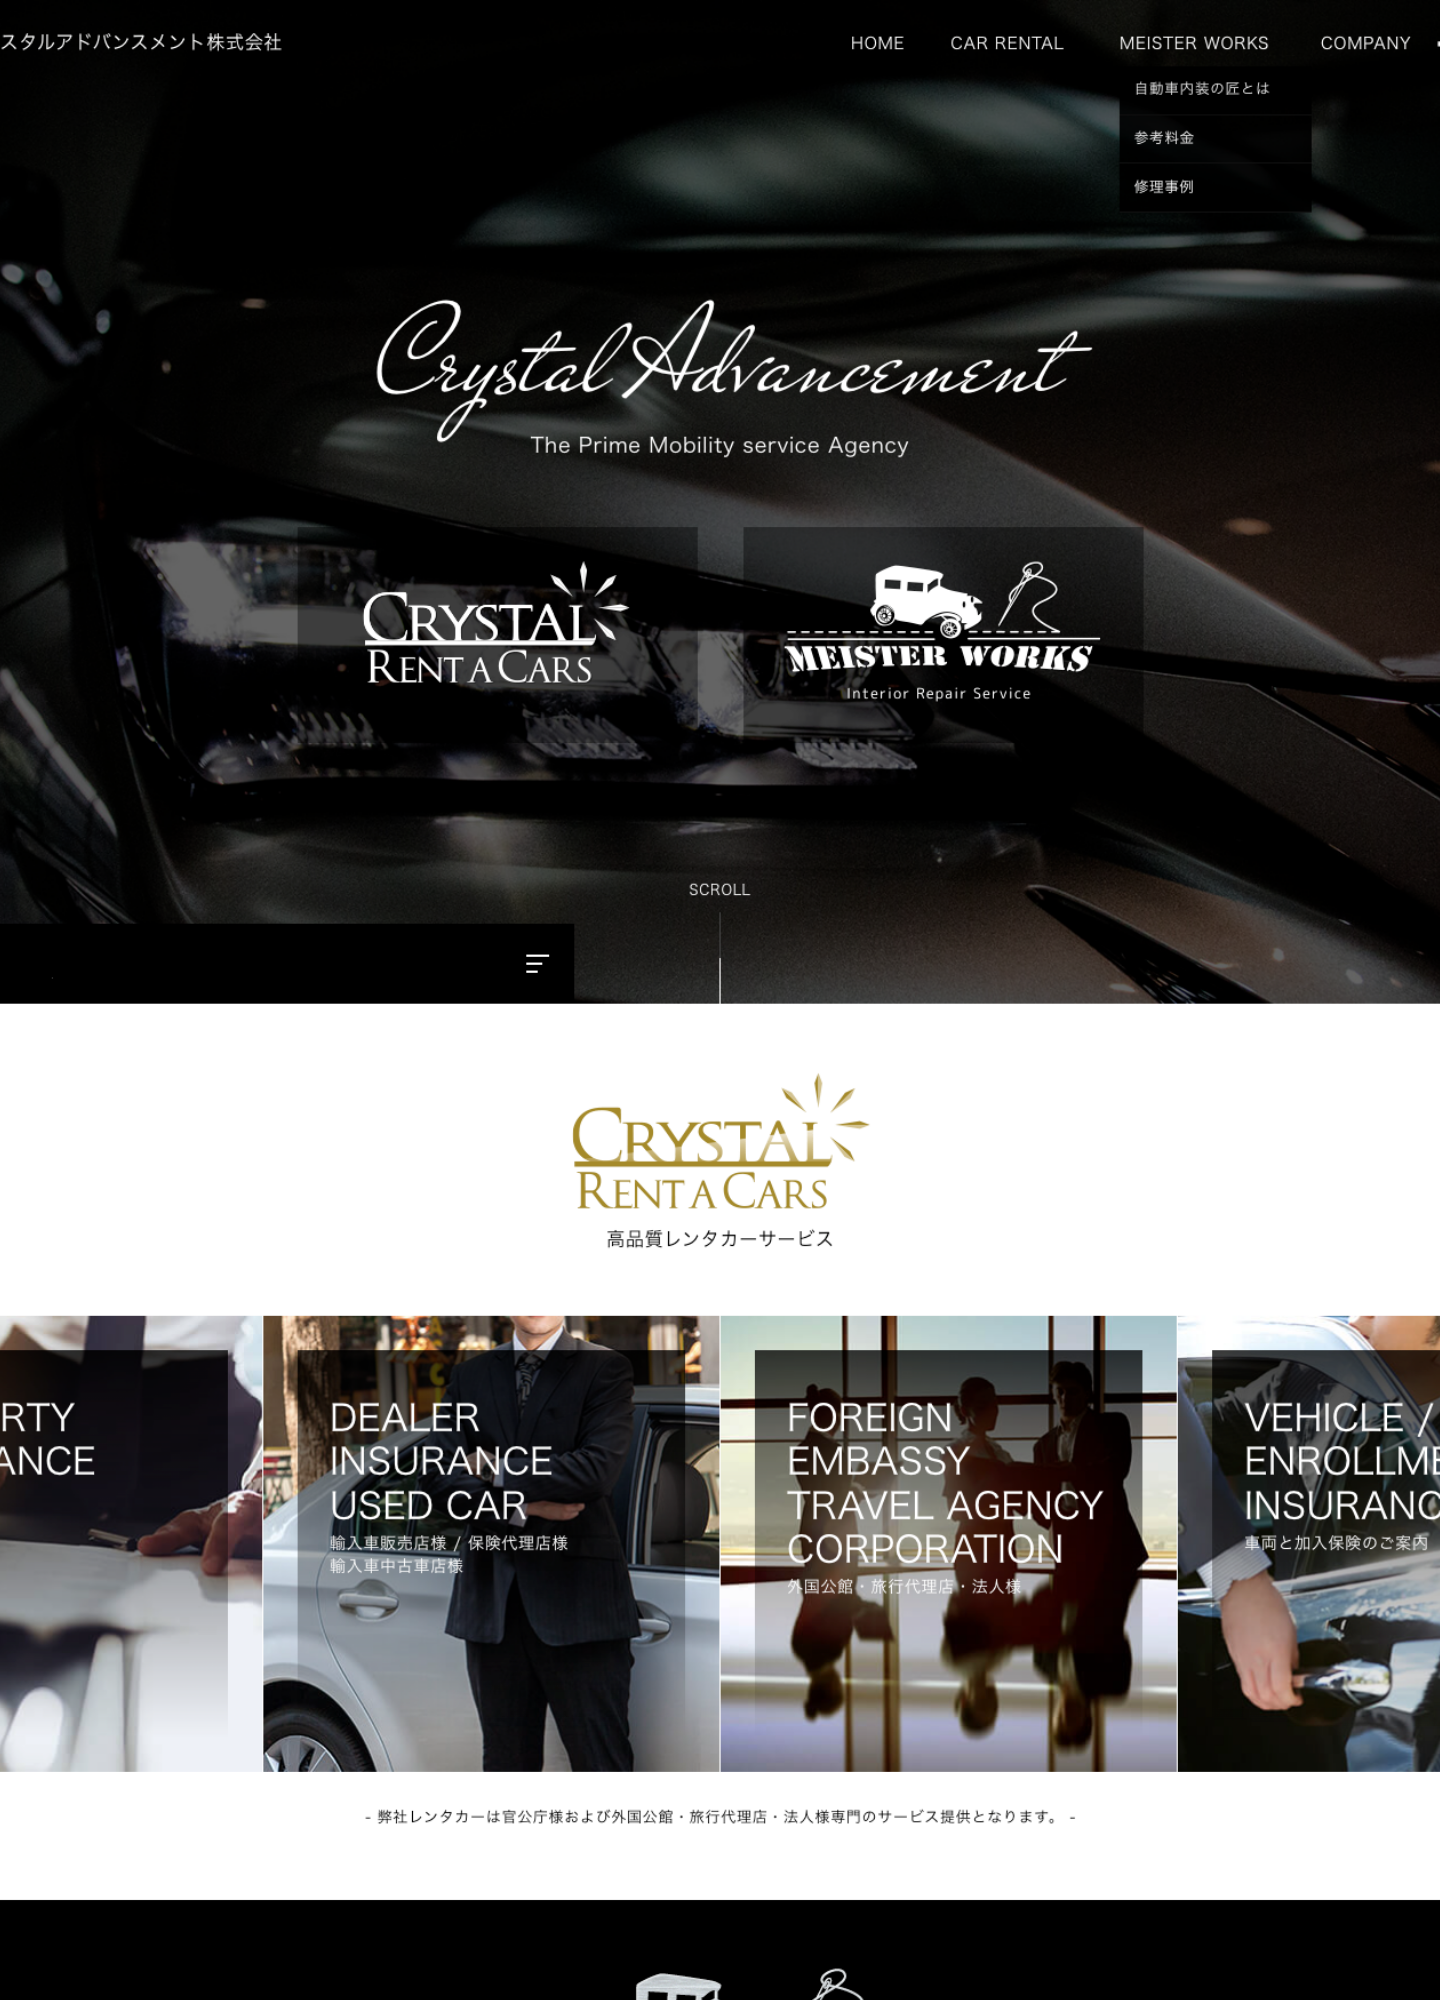 スタルアドバンスメント株式会社
HOME
CAR RENTAL
MEISTER WORKS
COMPANY
自動車内装の匠とは
参考料金
修理事例
Crystal Advancement
The Prime Mobility service Agency
CRYSTAL
RENT A CARS
MEISTER WORKS
Interior Repair Service
SCROLL
CRYSTAL
RENT A CARS
高品質レンタカーサービス
RTY
ANCE
DEALER
INSURANCE
USED CAR
輸入車販売店様 / 保険代理店様
輸入車中古車店様
FOREIGN
EMBASSY
TRAVEL AGENCY
CORPORATION
外国公館・旅行代理店・法人様
VEHICLE /
ENROLLME
INSURANC
車両と加入保険のご案内
- 弊社レンタカーは官公庁様および外国公館・旅行代理店・法人様専門のサービス提供となります。 -